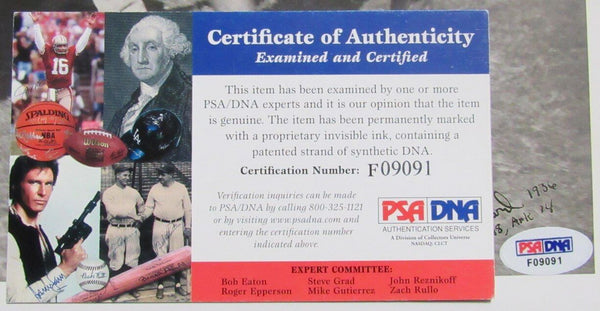 Certificate of Authenticity
Examined and Certified
This item has been examined by one or more
PSA/DNA experts and it is our opinion that the item
is genuine. The item has been permanently marked
with a proprietary invisible ink, containing a
patented strand of synthetic DNA.
Certification Number: F09091
Verification inquiries can be made
to PSA/DNA by calling 800-325-1121
or by visiting www.psadna.com and
entering the certification number
indicated above.
PSA DNA
AUTHENTICATION SERVICES
A Division of Collectors Universe
NASDAQ: CLCT
EXPERT COMMITTEE:
Bob Eaton Steve Grad John Reznikoff
Roger Epperson Mike Gutierrez Zach Rullo
16
SPALDING
NBA
Wilson
LA
1936
PSA DNA
F09091